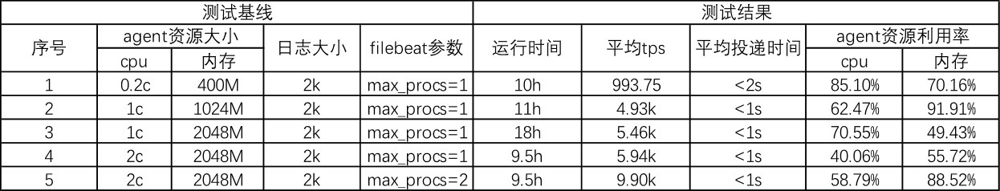 测试基线 测试结果
序号 agent资源大小 日志大小 filebeat参数 运行时间 平均tps 平均投递时间 agent资源利用率
cpu 内存 cpu 内存
1 0.2c 400M 2k max_procs=1 10h 993.75 <2s 85.10% 70.16%
2 1c 1024M 2k max_procs=1 11h 4.93k <1s 62.47% 91.91%
3 1c 2048M 2k max_procs=1 18h 5.46k <1s 70.55% 49.43%
4 2c 2048M 2k max_procs=1 9.5h 5.94k <1s 40.06% 55.72%
5 2c 2048M 2k max_procs=2 9.5h 9.90k <1s 58.79% 88.52%